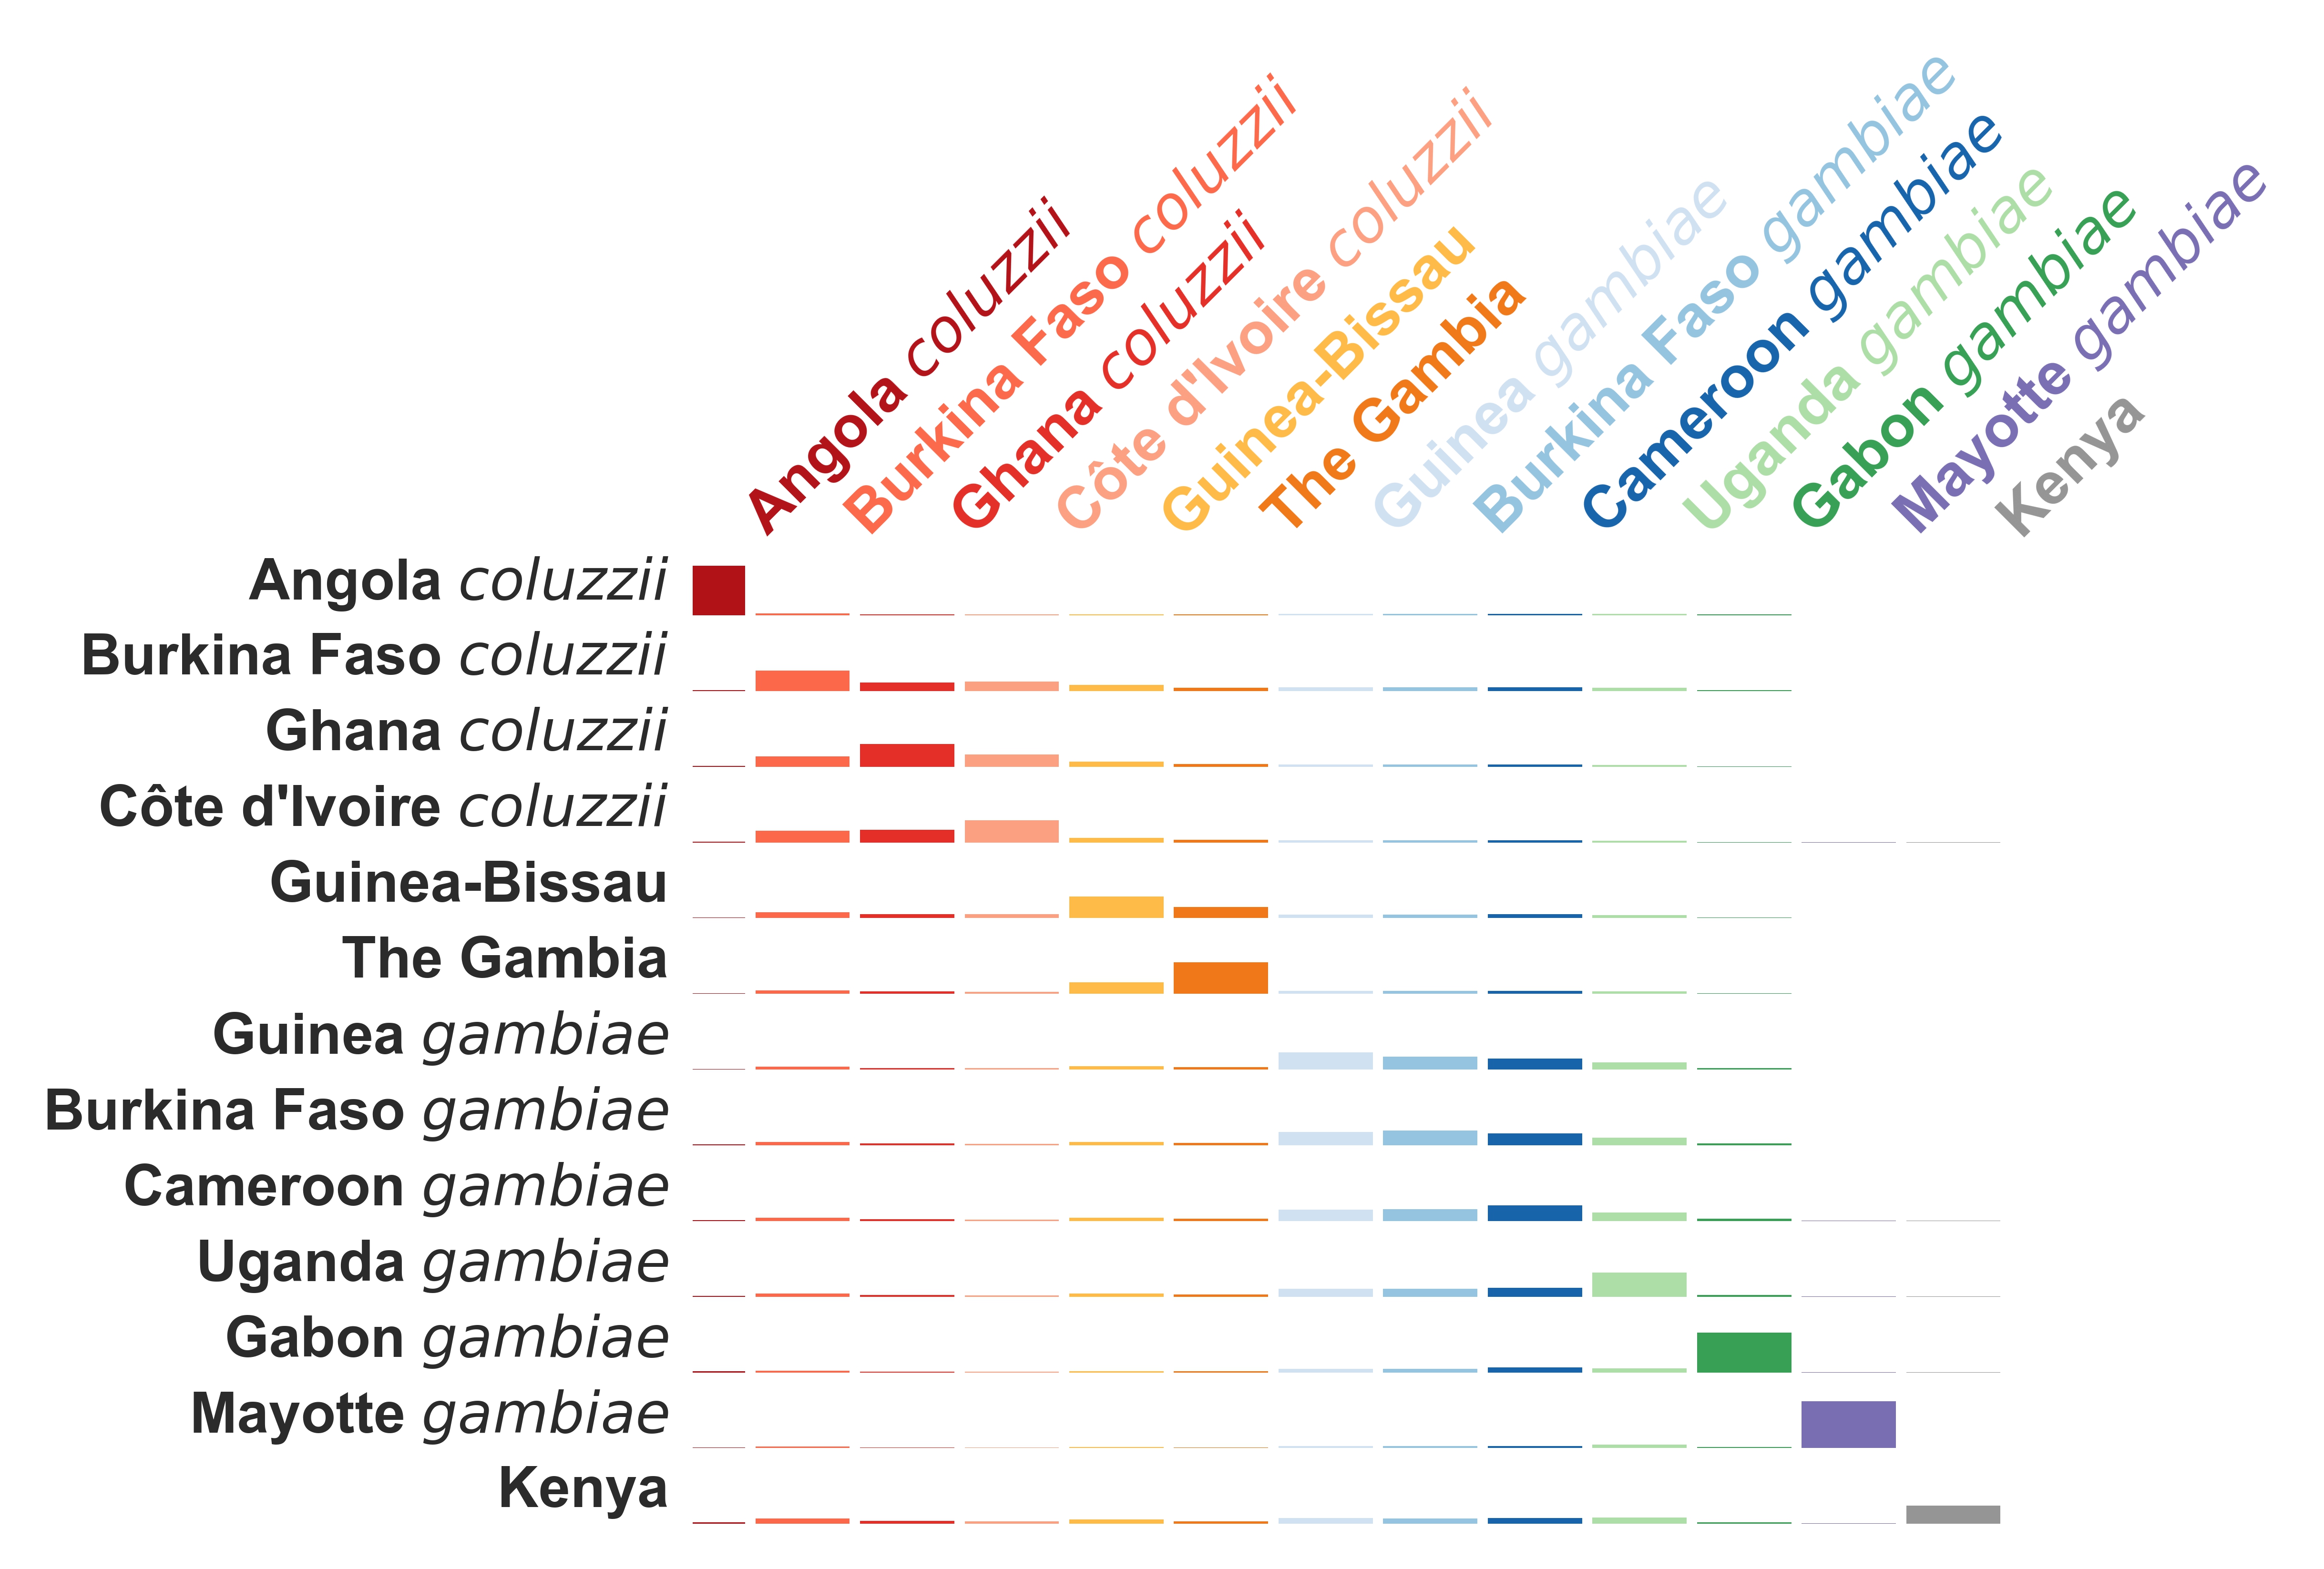 Angola coluzzii
Burkina Faso coluzzii
Ghana coluzzii
Côte d'Ivoire coluzzii
Guinea-Bissau
The Gambia
Guinea gambiae
Burkina Faso gambiae
Cameroon gambiae
Uganda gambiae
Gabon gambiae
Mayotte gambiae
Kenya
Angola coluzzii
Burkina Faso coluzzii
Ghana coluzzii
Côte d'Ivoire coluzzii
Guinea-Bissau
The Gambia
Guinea gambiae
Burkina Faso gambiae
Cameroon gambiae
Uganda gambiae
Gabon gambiae
Mayotte gambiae
Kenya